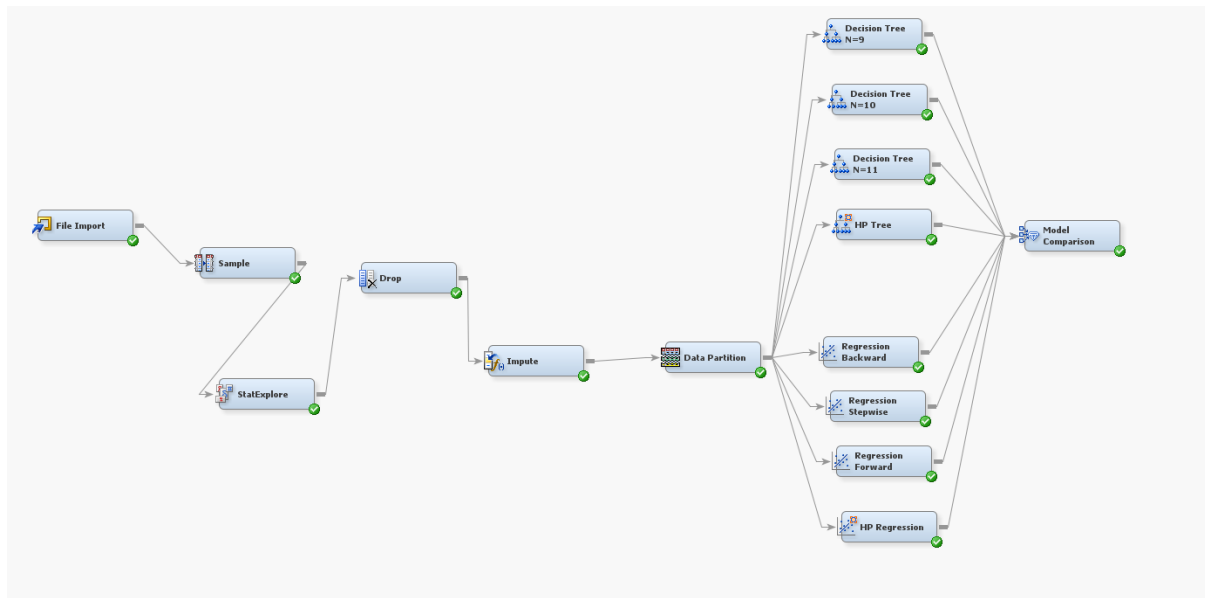 File Import
Sample
StatExplore
Drop
Impute
Data Partition
Decision Tree
N=9
Decision Tree
N=10
Decision Tree
N=11
HP Tree
Regression
Backward
Regression
Stepwise
Regression
Forward
HP Regression
Model
Comparison